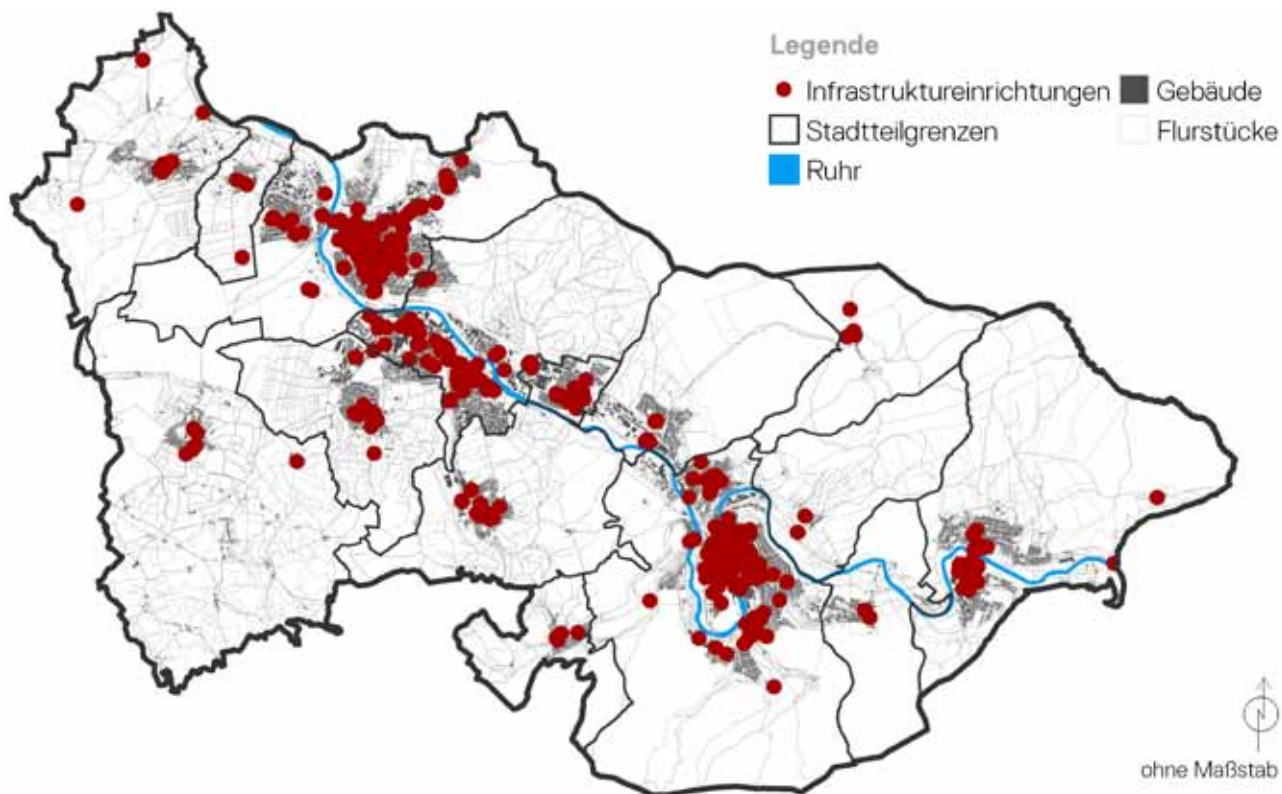 Legende
Infrastruktureinrichtungen
Gebäude
Stadtteilgrenzen
Flurstücke
Ruhr
N
ohne Maßstab